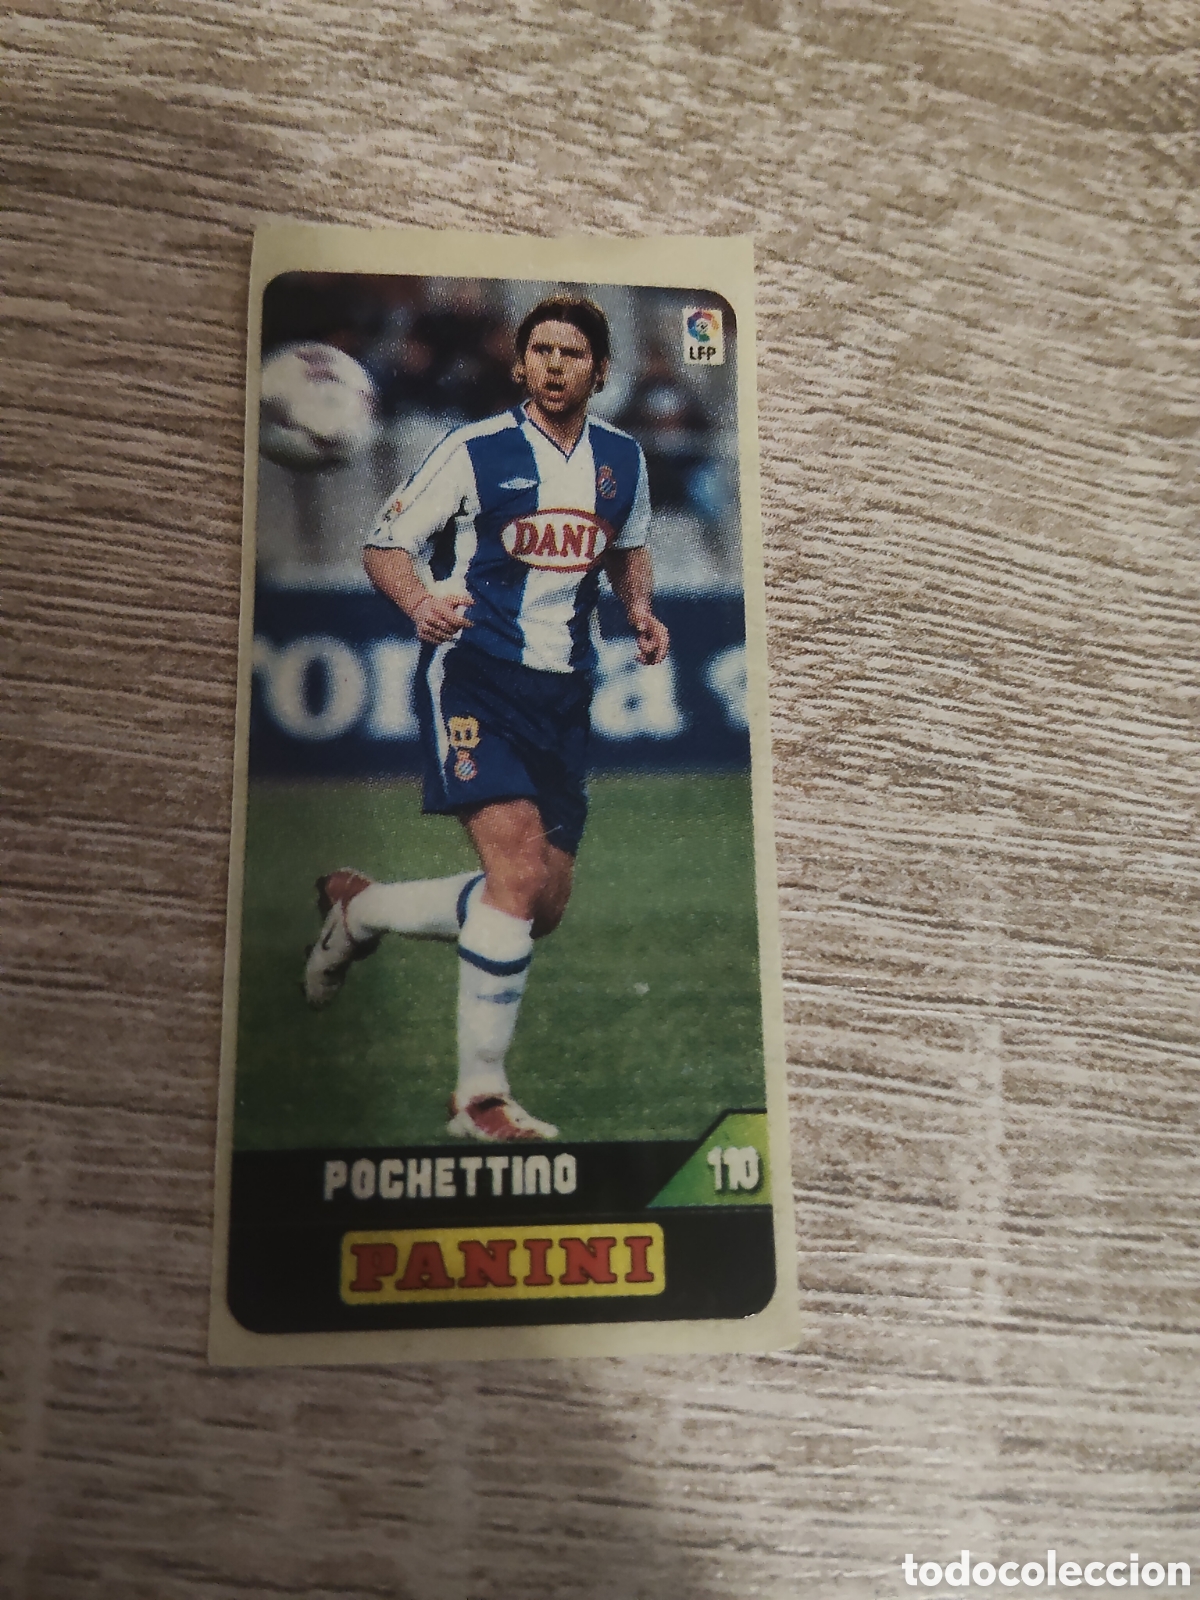 LFP
DANI
POCHETTINO
110
PANINI
todocoleccion